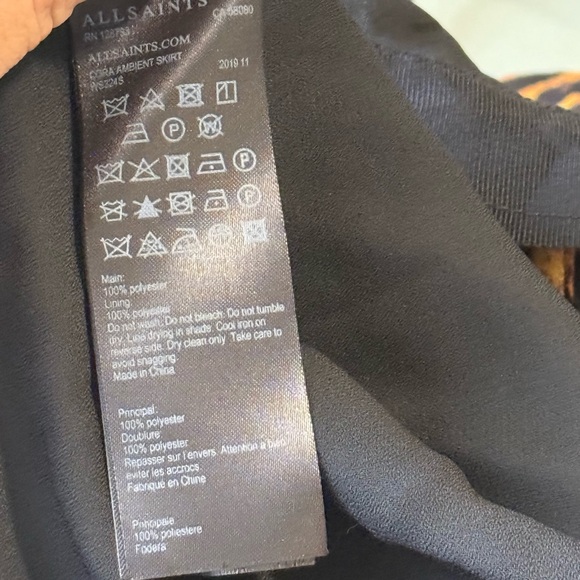 ALLSAINTS
ALLSAINTS.COM
CORA AMBIENT SKIRT
2019 11
P W
P
P
Main:
100% polyester
Lining:
100% polyester
Do not wash. Do not bleach. Do not tumble
dry. Line drying in shade. Cool iron on
reverse side. Dry clean only. Take care to
avoid snagging.
Made in China
Principal:
100% polyester
Doublure:
100% polyester
Repasser sur l'envers. Attention à bien
éviter les accrocs
Fabriqué en Chine
Principale
100% poliestere
Fodera